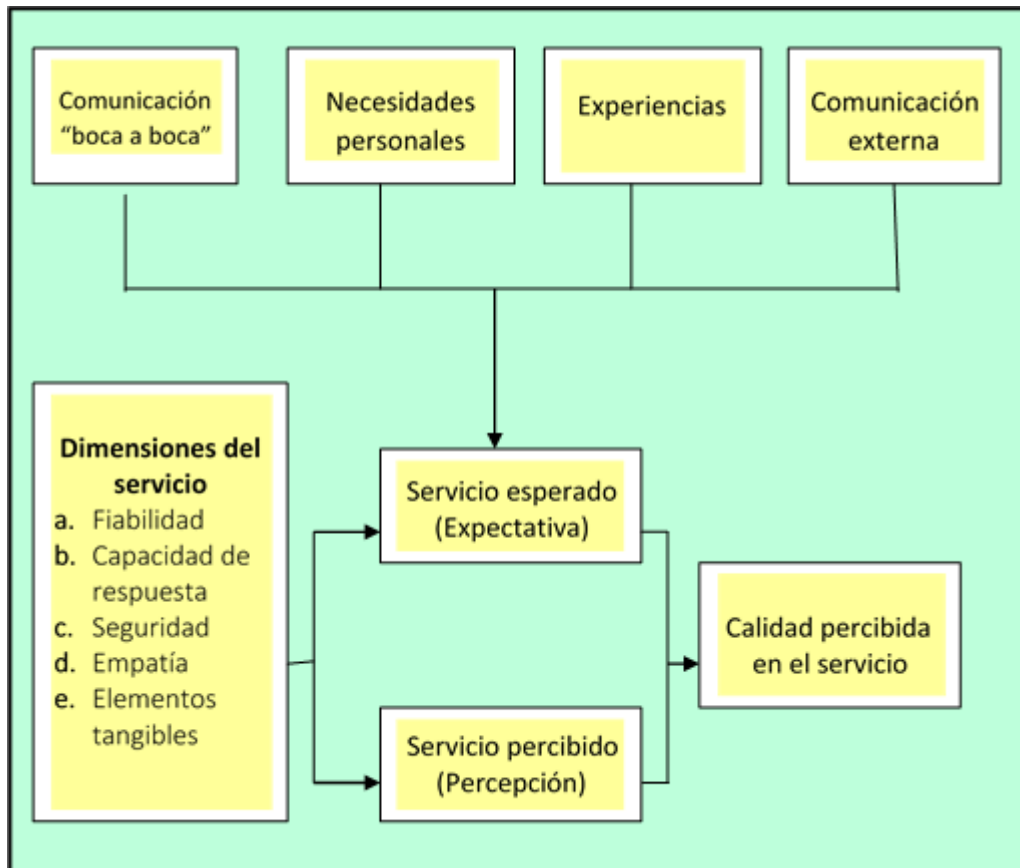 Comunicación
“boca a boca”
Necesidades
personales
Experiencias
Comunicación
externa
Dimensiones del
servicio
a. Fiabilidad
b. Capacidad de
respuesta
c. Seguridad
d. Empatía
e. Elementos
tangibles
Servicio esperado
(Expectativa)
Servicio percibido
(Percepción)
Calidad percibida
en el servicio